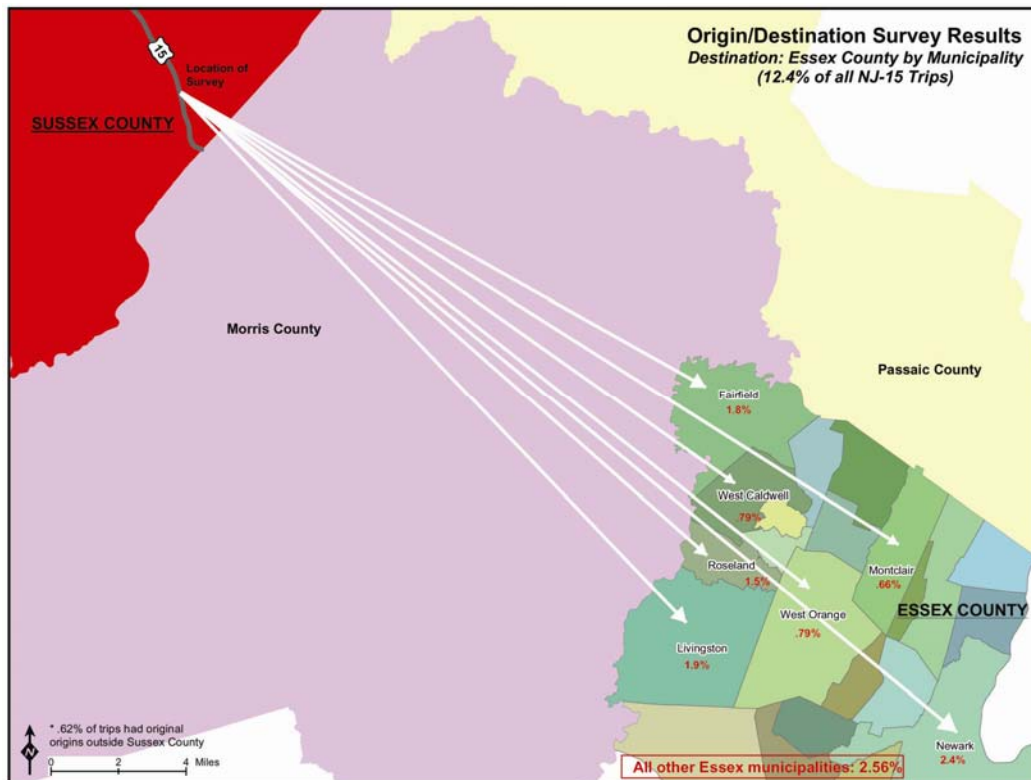 Origin/Destination Survey Results
Destination: Essex County by Municipality
(12.4% of all NJ-15 Trips)
15
Location of
Survey
SUSSEX COUNTY
Morris County
Passaic County
Fairfield
1.8%
West Caldwell
.79%
Roseland
1.5%
Montclair
.66%
ESSEX COUNTY
West Orange
.79%
Livingston
1.9%
Newark
2.4%
All other Essex municipalities: 2.56%
* .62% of trips had original
origins outside Sussex County
N
0 2 4 Miles